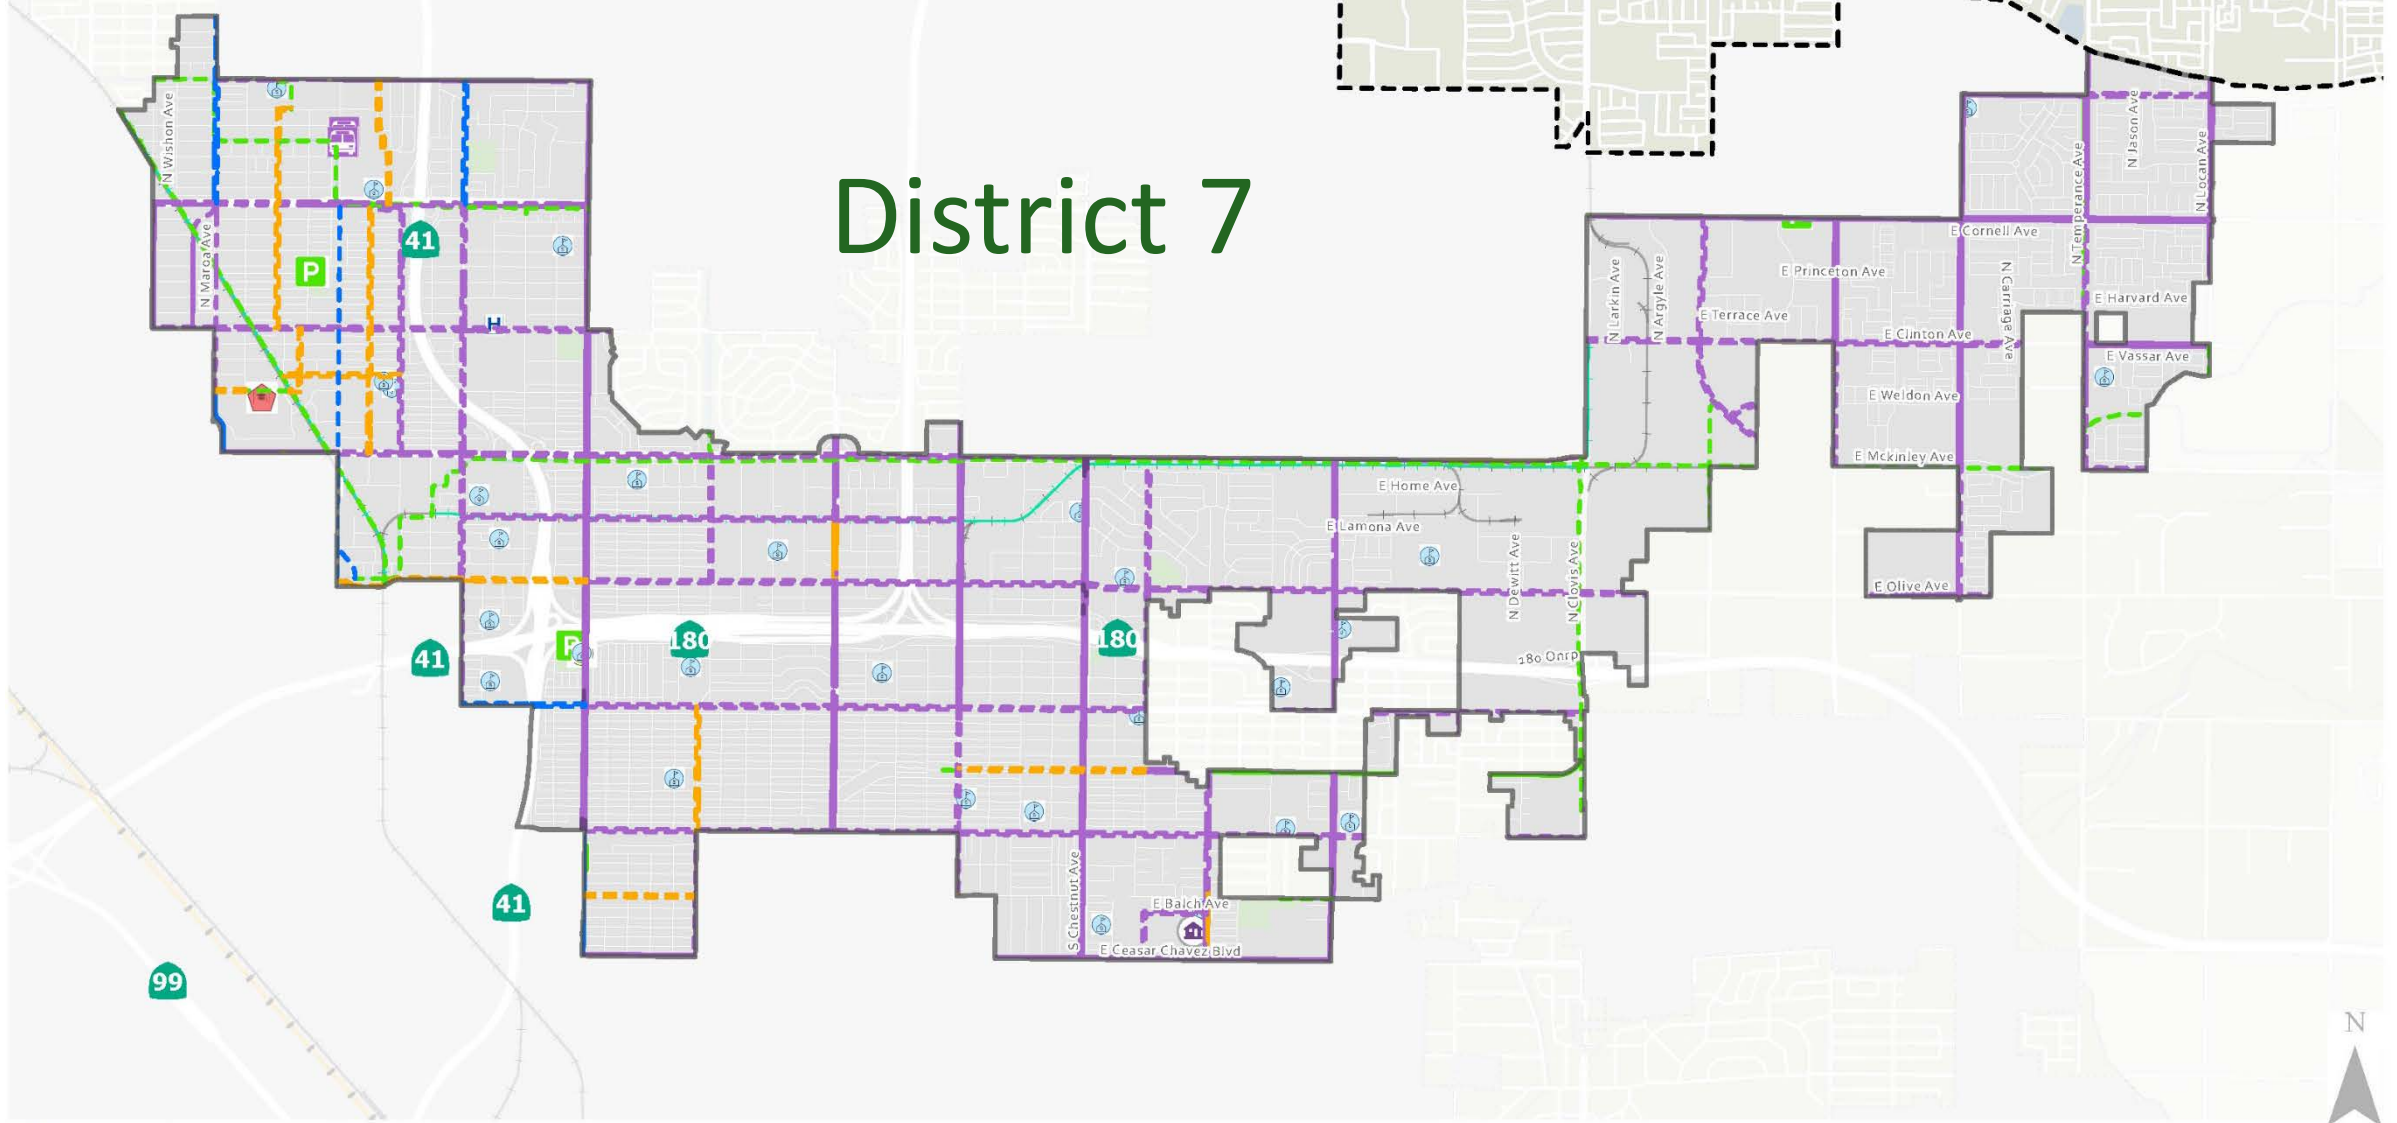 District 7
N Wishon Ave
N Maroa Ave
P
41
H
N Jason Ave
N Locan Ave
N Temperance Ave
E Cornell Ave
E Princeton Ave
N Larkin Ave
N Argyle Ave
N Carriage Ave
E Harvard Ave
E Terrace Ave
E Clinton Ave
E Vassar Ave
E Weldon Ave
E Mckinley Ave
E Home Ave
E Lamona Ave
N Dewitt Ave
N Clovis Ave
E Olive Ave
41
P
180
180
280 Onrp
S Chestnut Ave
E Balch Ave
E Ceasar Chavez Blvd
41
99
N